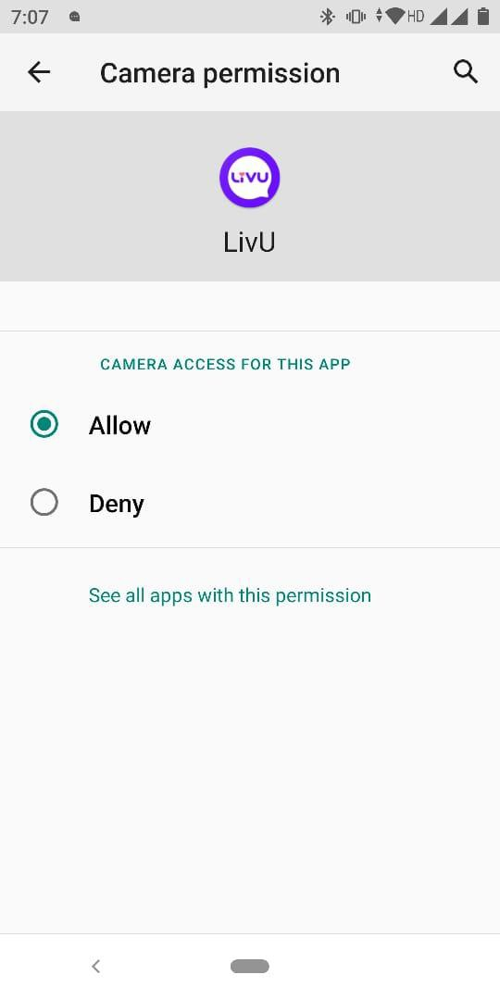 7:07
HD
Camera permission
LivU
LivU
CAMERA ACCESS FOR THIS APP
Allow
Deny
See all apps with this permission